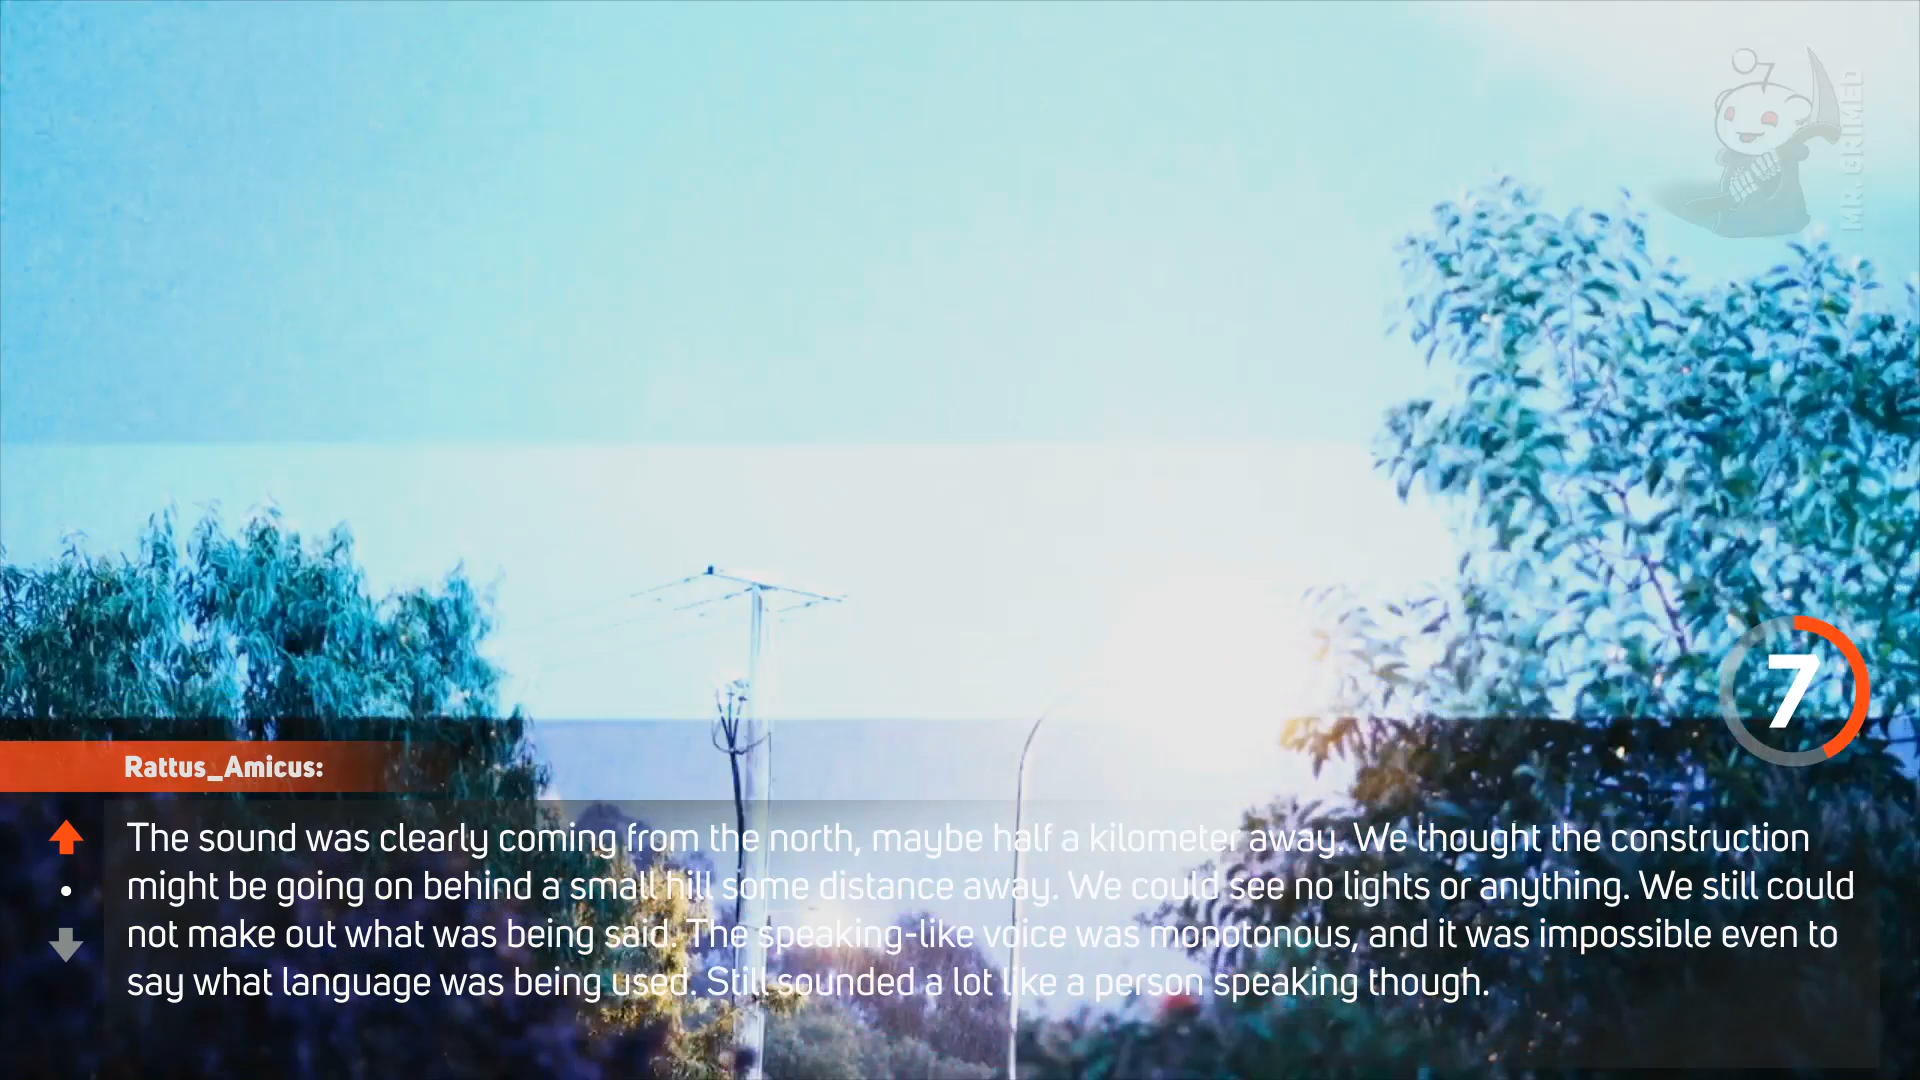 MR. GRIMED
7
Rattus_Amicus:
The sound was clearly coming from the north, maybe half a kilometer away. We thought the construction
might be going on behind a small hill some distance away. We could see no lights or anything. We still could
not make out what was being said. The speaking-like voice was monotonous, and it was impossible even to
say what language was being used. Still sounded a lot like a person speaking though.